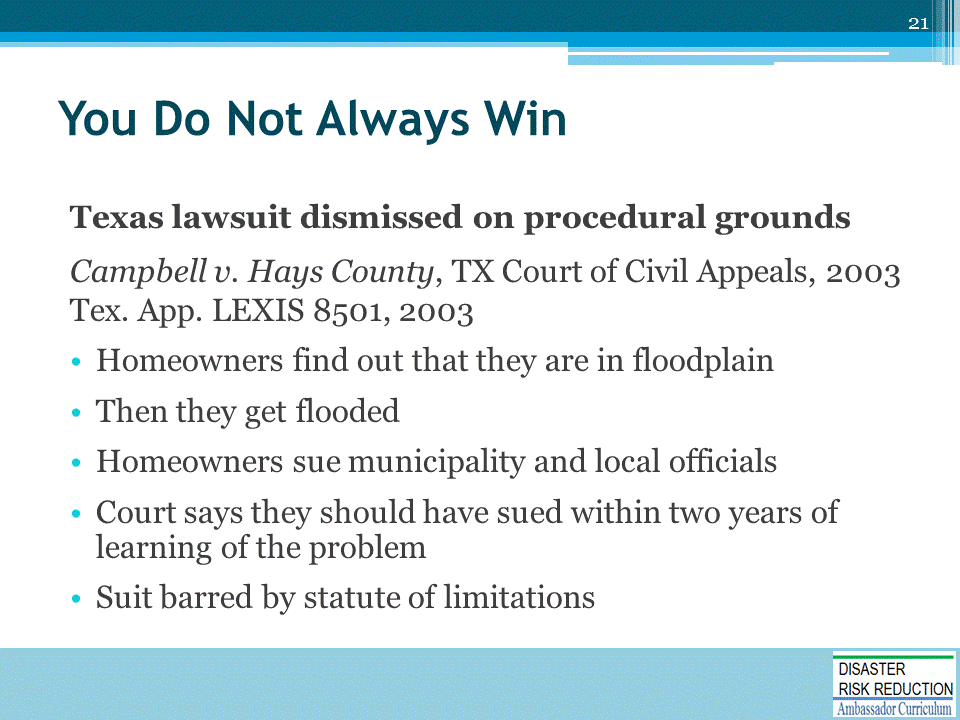 21
You Do Not Always Win
Texas lawsuit dismissed on procedural grounds
Campbell v. Hays County, TX Court of Civil Appeals, 2003
Tex. App. LEXIS 8501, 2003
• Homeowners find out that they are in floodplain
• Then they get flooded
• Homeowners sue municipality and local officials
• Court says they should have sued within two years of
learning of the problem
• Suit barred by statute of limitations
DISASTER
RISK REDUCTION
Ambassador Curriculum